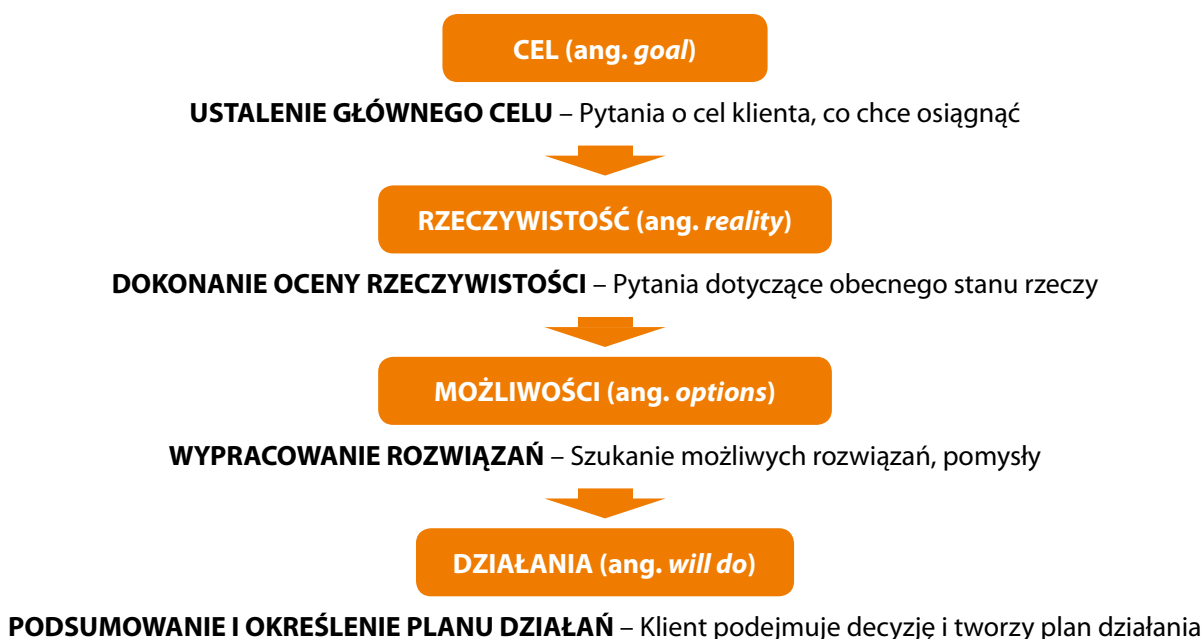 CEL (ang. goal)
USTALENIE GŁÓWNEGO CELU – Pytania o cel klienta, co chce osiągnąć
RZECZYWISTOŚĆ (ang. reality)
DOKONANIE OCENY RZECZYWISTOŚCI – Pytania dotyczące obecnego stanu rzeczy
MOŻLIWOŚCI (ang. options)
WYPRACOWANIE ROZWIĄZAŃ – Szukanie możliwych rozwiązań, pomysły
DZIAŁANIA (ang. will do)
PODSUMOWANIE I OKREŚLENIE PLANU DZIAŁAŃ – Klient podejmuje decyzję i tworzy plan działania